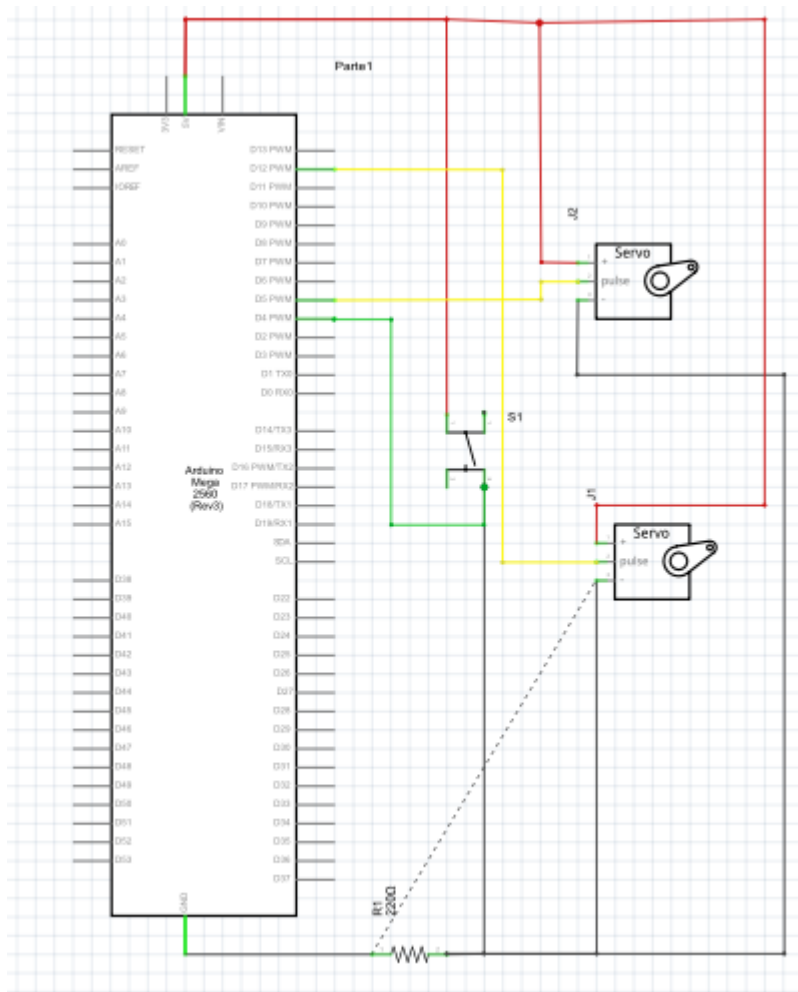 Parte1
3V3
5V
VIN
RESET
AREF
IOREF
A0
A1
A2
A3
A4
A5
A6
A7
A8
A9
A10
A11
A12
A13
A14
A15
D38
D39
D40
D41
D42
D43
D44
D45
D46
D47
D48
D49
D50
D51
D52
D53
D13 PWM
D12 PWM
D11 PWM
D10 PWM
D9 PWM
D8 PWM
D7 PWM
D6 PWM
D5 PWM
D4 PWM
D2 PWM
D3 PWM
D1 TX0
D0 RX0
D14/TX3
D15/RX3
D16 PWM/TX2
D17 PWM/RX2
D18/TX1
D19/RX1
SDA
SCL
D22
D23
D24
D25
D26
D27
D28
D29
D30
D31
D32
D33
D34
D35
D36
D37
Arduino
Mega
2560
(Rev3)
GND
J2
Servo
+
pulse
-
S1
J1
Servo
+
pulse
-
R1
220Ω